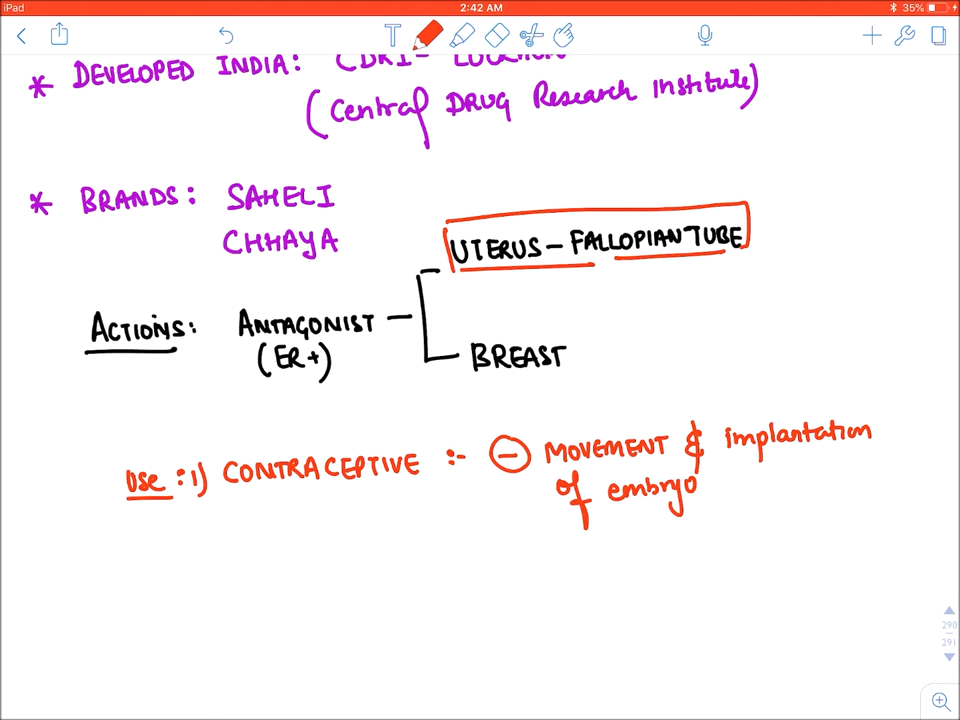 iPad 2:42 AM 35%
* DEVELOPED INDIA: CDRI-
(Central DRUG Research Institute)
* BRANDS: SAHELI
CHHAYA
UTERUS - FALLOPIAN TUBE
ACTIONS: ANTAGONIST
(ER+)
BREAST
USE :1) CONTRACEPTIVE :- (-) MOVEMENT & implantation
of embryo
290
291